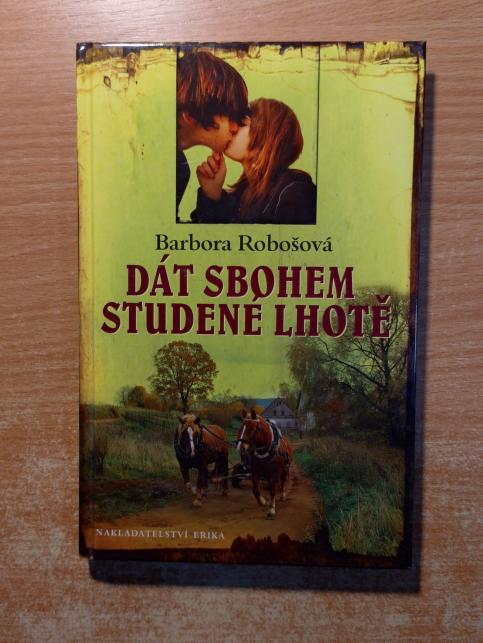 Barbora Robošová
DÁT SBOHEM
STUDENÉ LHOTĚ
NAKLADATELSTVÍ ERIKA